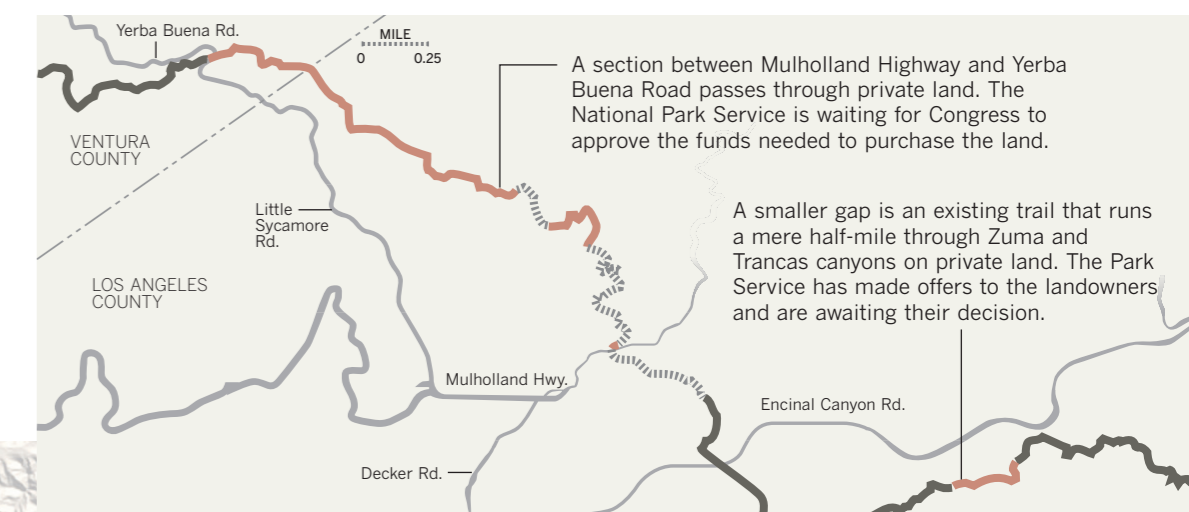 Yerba Buena Rd.
MILE
0 0.25
A section between Mulholland Highway and Yerba
Buena Road passes through private land. The
National Park Service is waiting for Congress to
approve the funds needed to purchase the land.
VENTURA
COUNTY
Little
Sycamore
Rd.
A smaller gap is an existing trail that runs
a mere half-mile through Zuma and
Trancas canyons on private land. The Park
Service has made offers to the landowners
and are awaiting their decision.
LOS ANGELES
COUNTY
Mulholland Hwy.
Encinal Canyon Rd.
Decker Rd.